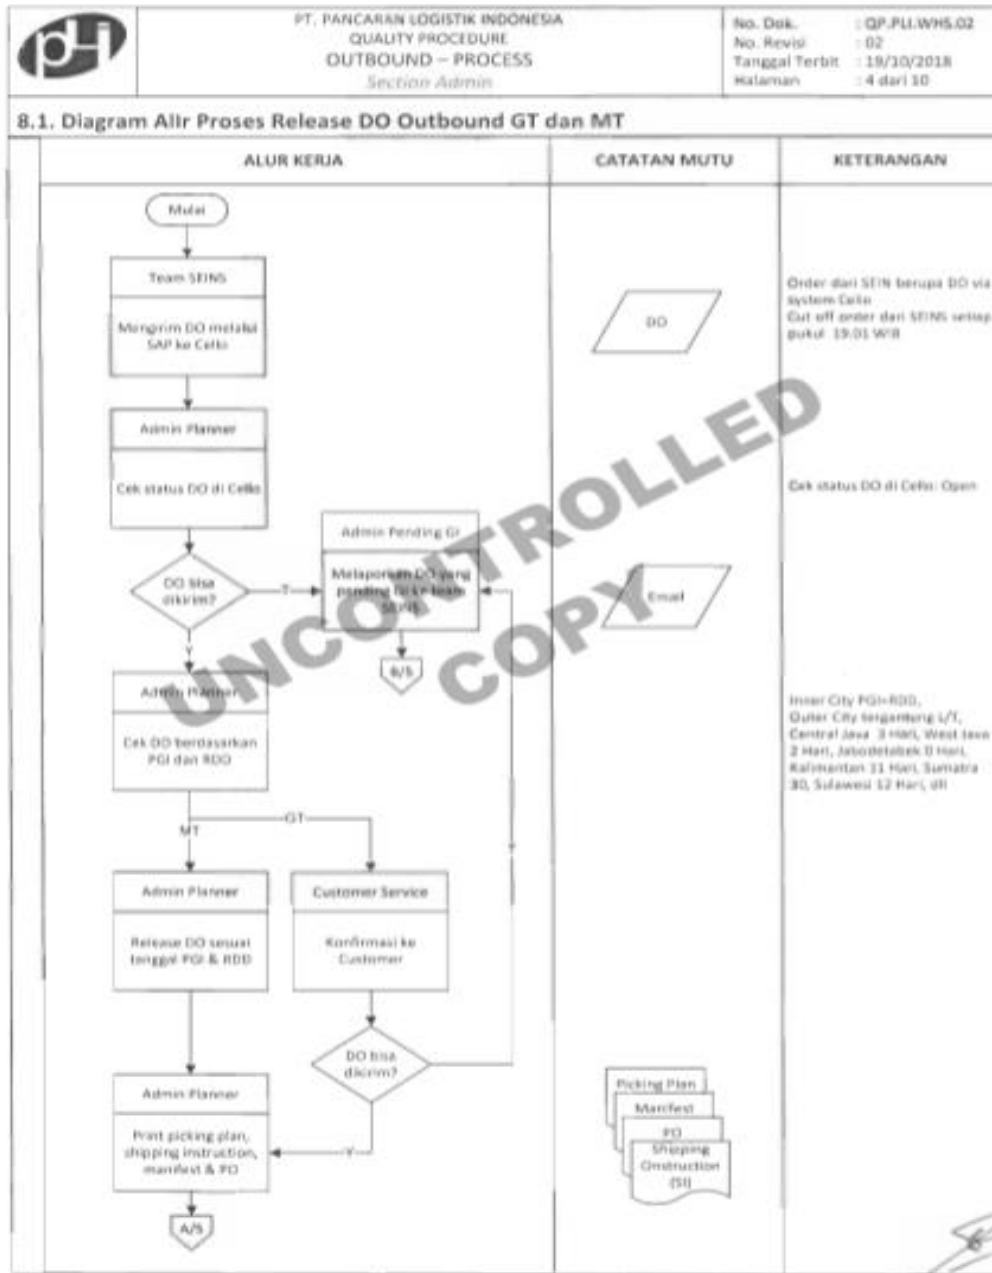 PT. PANCARAN LOGISTIK INDONESIA
QUALITY PROCEDURE
OUTBOUND – PROCESS
Section Admin
No. Dok. : QP.PLI.WHS.02
No. Revisi : 02
Tanggal Terbit : 19/10/2018
Halaman : 4 dari 10
8.1. Diagram Alir Proses Release DO Outbound GT dan MT
ALUR KERJA
CATATAN MUTU
KETERANGAN
Mulai
Team SEINS
Mengirim DO melalui
SAP ke Cello
DO
Order dari SEIN berupa DO via
system Cello
Cut off order dari SEINS setiap
pukul 19.01 WIB
Admin Planner
Cek status DO di Cello
Cek status DO di Cello: Open
DO bisa
dikirim?
T
Admin Pending GI
Melaporkan DO yang
pending GI ke team
SEINS
Email
B/5
Y
Admin Planner
Cek DO berdasarkan
PGI dan RDD
Inner City PGI=RDD,
Outer City tergantung L/T,
Central Java 3 Hari, West Java
2 Hari, Jabodetabek 0 Hari,
Kalimantan 11 Hari, Sumatra
30, Sulawesi 12 Hari, dll
MT
GT
Admin Planner
Release DO sesuai
tanggal PGI & RDD
Customer Service
Konfirmasi ke
Customer
DO bisa
dikirim?
Y
Admin Planner
Print picking plan,
shipping instruction,
manifest & PO
A/5
Picking Plan
Manifest
PO
Shipping
Onstruction
(SI)
UNCONTROLLED
COPY